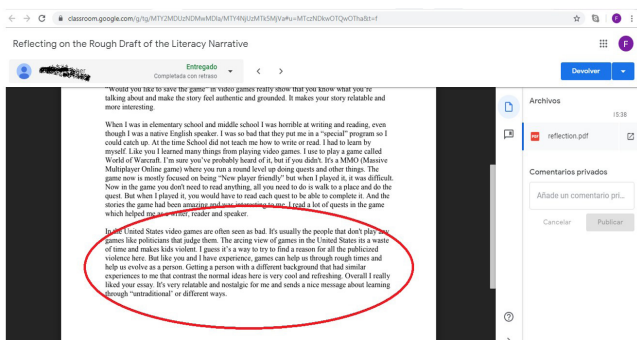 classroom.google.com/g/tg/MTY2MDUzNDMwMDla/MTY4NjUzMTk5MjVa#u=MTczNDkwOTQwOTha&t=f
Reflecting on the Rough Draft of the Literacy Narrative
F
Entregado
Completada con retraso
Devolver
"Would you like to save the game" in video games really show that you know what you're
talking about and make the story feel authentic and grounded. It makes your story relatable and
more interesting.
When I was in elementary school and middle school I was horrible at writing and reading, even
though I was a native English speaker. I was so bad that they put me in a "special" program so I
could catch up. At the time School did not teach me how to write or read. I had to learn by
myself. Like you I learned many things from playing video games. I use to play a game called
World of Warcraft. I'm sure you've probably heard of it, but if you didn't. It's a MMO (Massive
Multiplayer Online game) where you run a round level up doing quests and other things. The
game now is mostly focused on being "New player friendly" but when I played it, it was difficult.
Now in the game you don't need to read anything, all you need to do is walk to a place and do the
quest. But when I played it, you would have to read each quest to be able to complete it. And the
stories the game had been amazing and was interesting to me. I read a lot of quests in the game
which helped me as a writer, reader and speaker.
In the United States video games are often seen as bad. It's usually the people that don't play any
games like politicians that judge them. The arcing view of games in the United States its a waste
of time and makes kids violent. I guess it's a way to try to find a reason for all the publicized
violence here. But like you and I have experience, games can help us through rough times and
help us evolve as a person. Getting a person with a different background that had similar
experiences to me that contrast the normal ideas here is very cool and refreshing. Overall I really
liked your essay. It's very relatable and nostalgic for me and sends a nice message about learning
through "untraditional" or different ways.
Archivos
15:38
PDF reflection.pdf
Comentarios privados
Añade un comentario pri...
Cancelar Publicar